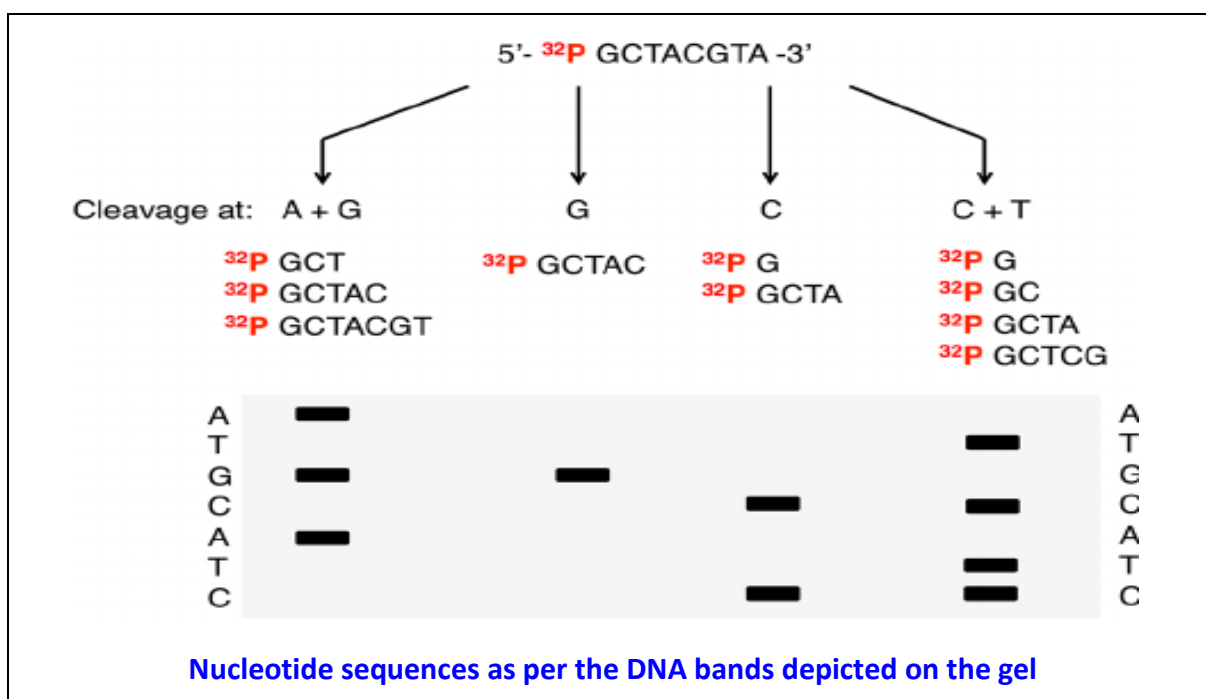 5'- 32P GCTACGTA -3'
Cleavage at: A + G G C C + T
32P GCT 32P GCTAC 32P G 32P G
32P GCTAC 32P GCTA 32P GC
32P GCTACGT 32P GCTA
32P GCTCG
A A
T T
G G
C C
A A
T T
C C
Nucleotide sequences as per the DNA bands depicted on the gel